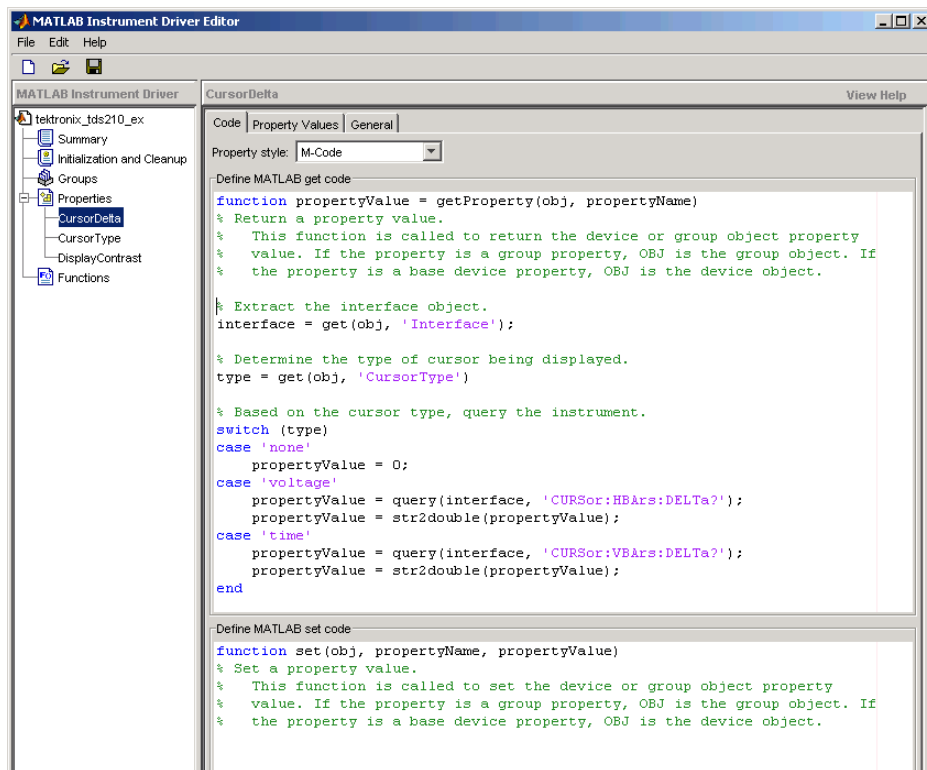 MATLAB Instrument Driver Editor
File Edit Help
MATLAB Instrument Driver
CursorDelta
View Help
tektronix_tds210_ex
Summary
Initialization and Cleanup
Groups
Properties
CursorDelta
CursorType
DisplayContrast
Functions
Code Property Values General
Property style: M-Code
Define MATLAB get code
function propertyValue = getProperty(obj, propertyName)
% Return a property value.
%   This function is called to return the device or group object property
%   value. If the property is a group property, OBJ is the group object. If
%   the property is a base device property, OBJ is the device object.
% Extract the interface object.
interface = get(obj, 'Interface');
% Determine the type of cursor being displayed.
type = get(obj, 'CursorType')
% Based on the cursor type, query the instrument.
switch (type)
case 'none'
    propertyValue = 0;
case 'voltage'
    propertyValue = query(interface, 'CURSor:HBArs:DELTa?');
    propertyValue = str2double(propertyValue);
case 'time'
    propertyValue = query(interface, 'CURSor:VBArs:DELTa?');
    propertyValue = str2double(propertyValue);
end
Define MATLAB set code
function set(obj, propertyName, propertyValue)
% Set a property value.
%   This function is called to set the device or group object property
%   value. If the property is a group property, OBJ is the group object. If
%   the property is a base device property, OBJ is the device object.